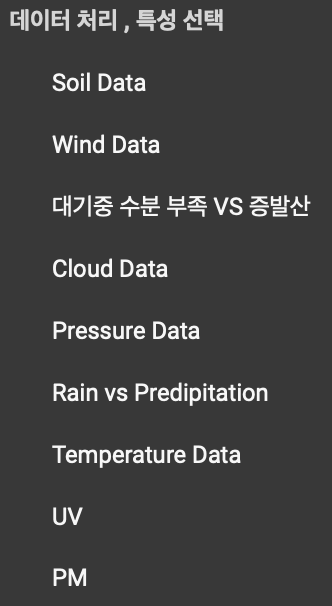 데이터 처리 , 특성 선택
Soil Data
Wind Data
대기중 수분 부족 VS 증발산
Cloud Data
Pressure Data
Rain vs Predipitation
Temperature Data
UV
PM